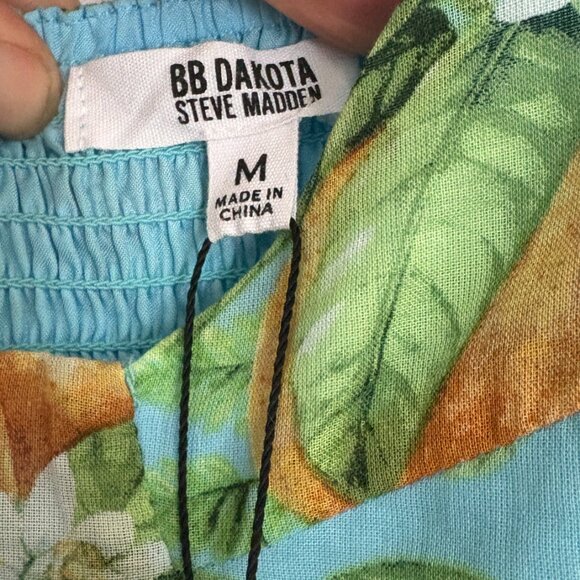 BB DAKOTA
STEVE MADDEN
M
MADE IN
CHINA